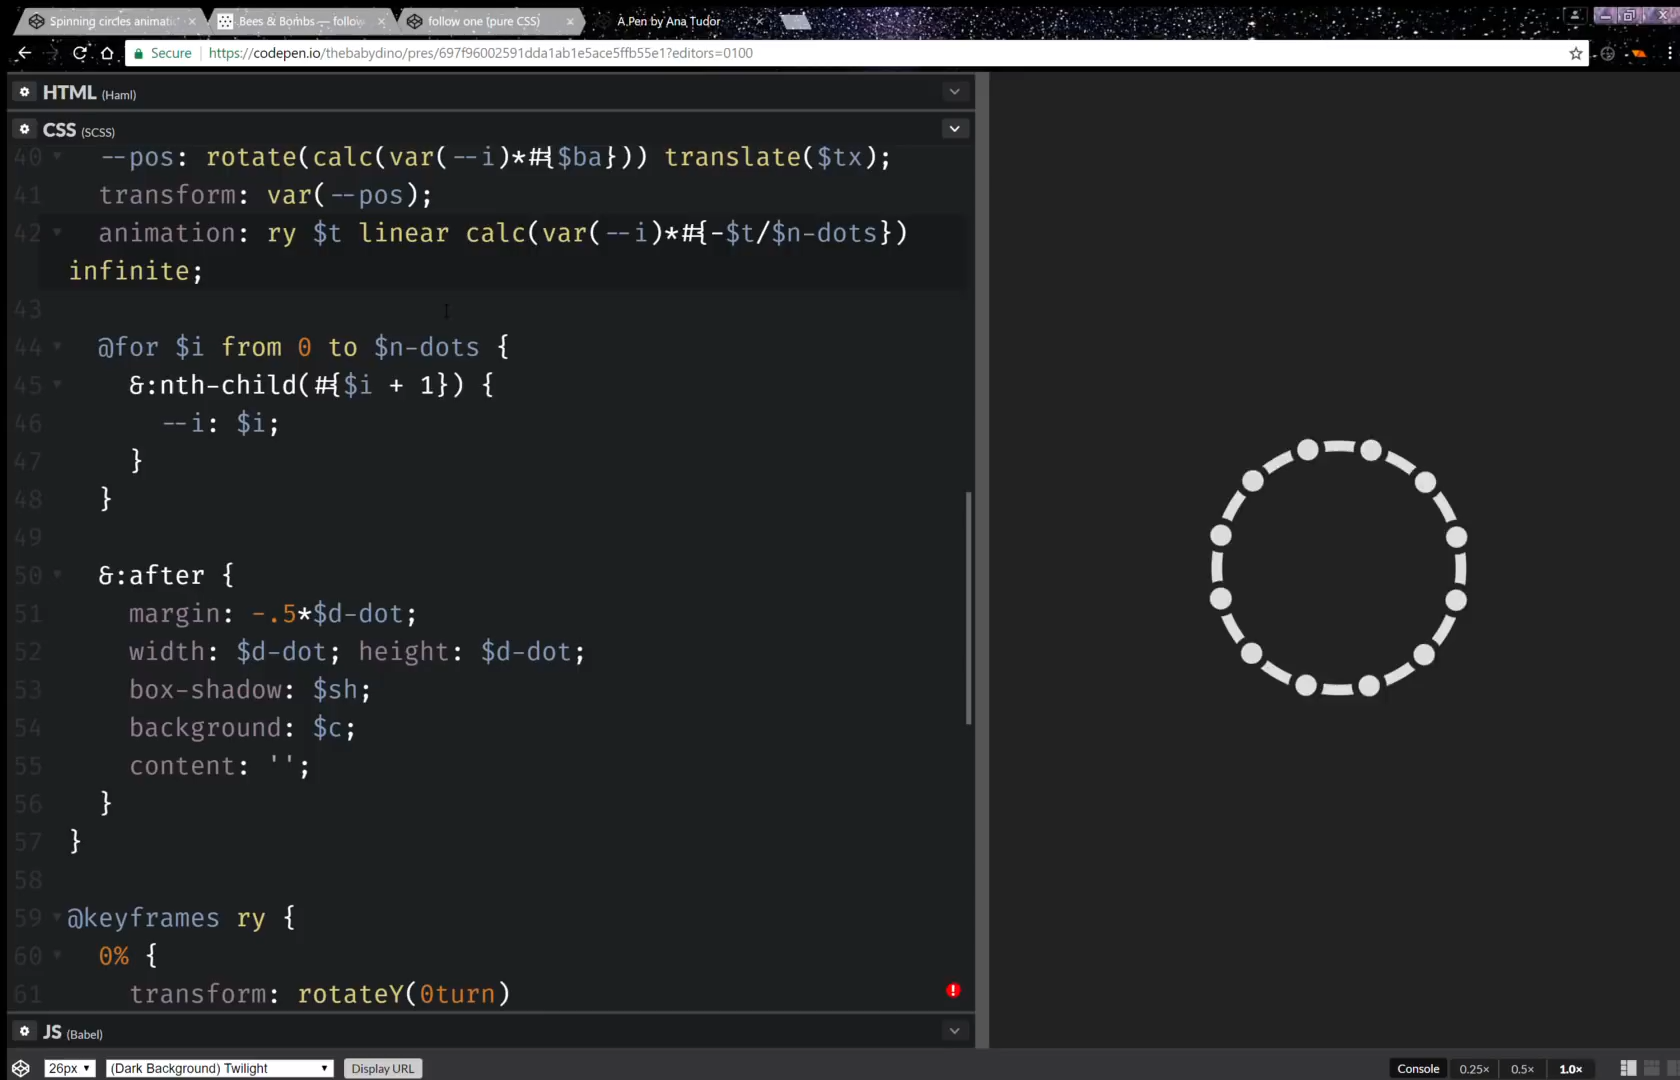 Spinning circles animatic
Bees & Bombs — follow
follow one (pure CSS)
A Pen by Ana Tudor
Secure
https://codepen.io/thebabydino/pres/697f96002591dda1ab1e5ace5ffb55e1?editors=0100
HTML (Haml)
CSS (SCSS)
40 --pos: rotate(calc(var(--i)*#{$ba})) translate($tx);
41 transform: var(--pos);
42 animation: ry $t linear calc(var(--i)*#{-$t/$n-dots})
infinite;
43
44 @for $i from 0 to $n-dots {
45 &:nth-child(#{$i + 1}) {
46 --i: $i;
47 }
48 }
49
50 &:after {
51 margin: -.5*$d-dot;
52 width: $d-dot; height: $d-dot;
53 box-shadow: $sh;
54 background: $c;
55 content: '';
56 }
57 }
58
59 @keyframes ry {
60 0% {
61 transform: rotateY(0turn)
JS (Babel)
26px
(Dark Background) Twilight
Display URL
Console
0.25×
0.5×
1.0×